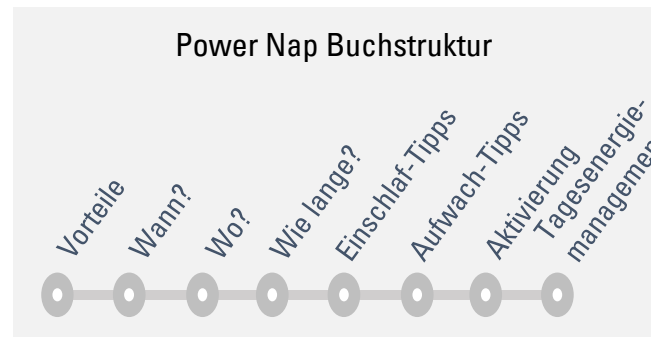 Power Nap Buchstruktur
Vorteile
Wann?
Wo?
Wie lange?
Einschlaf-Tipps
Aufwach-Tipps
Aktivierung
Tagesenergie-
managemen